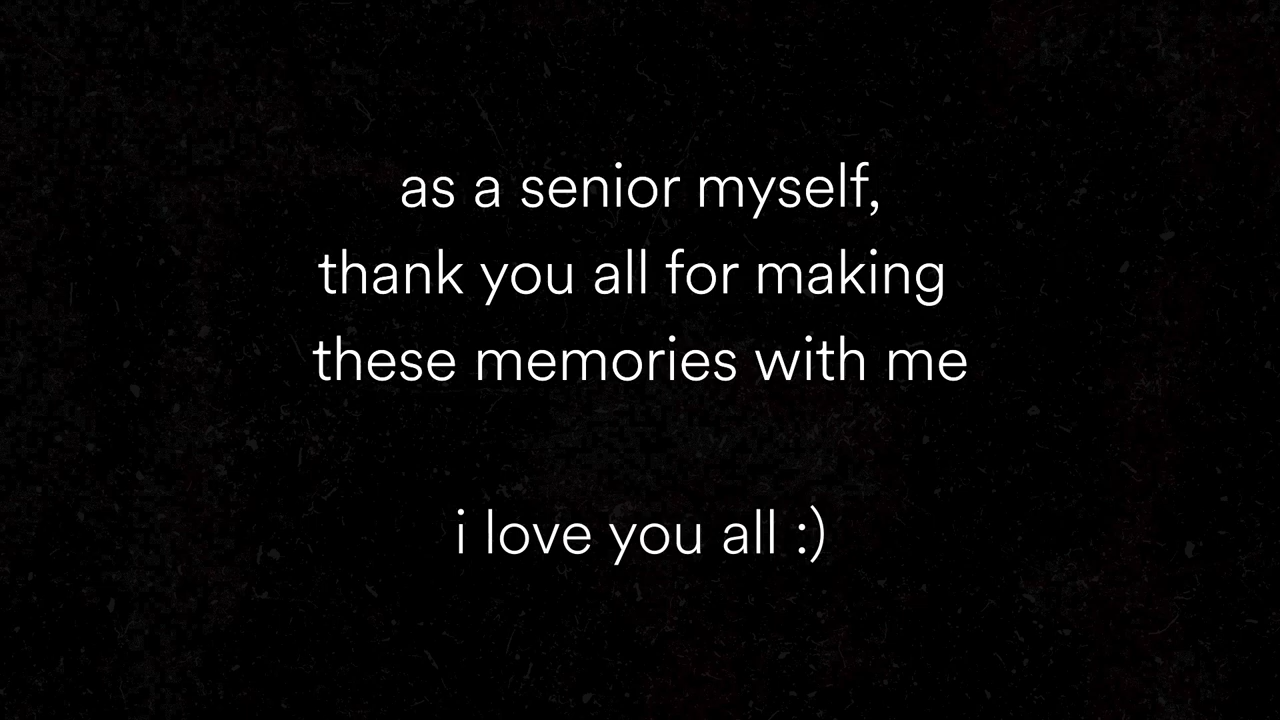 as a senior myself,
thank you all for making
these memories with me
i love you all :)